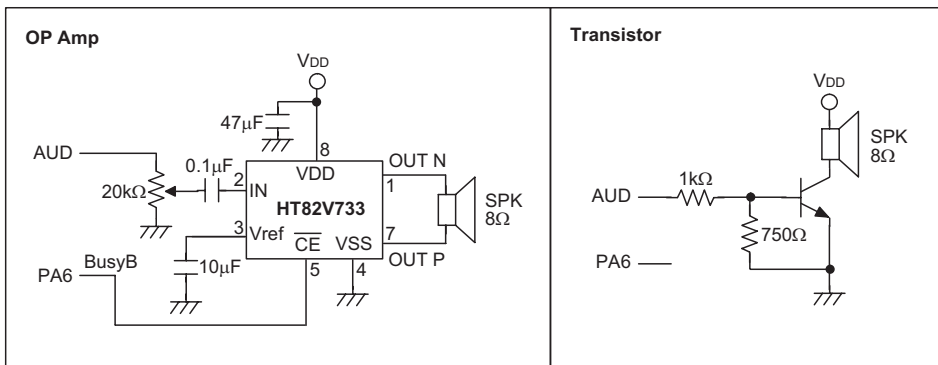 OP Amp
VDD
47μF
8
AUD
0.1μF
VDD
OUT N
2
IN
1
20kΩ
HT82V733
SPK
8Ω
3
Vref
CE
VSS
7
10μF
OUT P
BusyB
PA6
5
4
Transistor
VDD
SPK
8Ω
1kΩ
AUD
750Ω
PA6